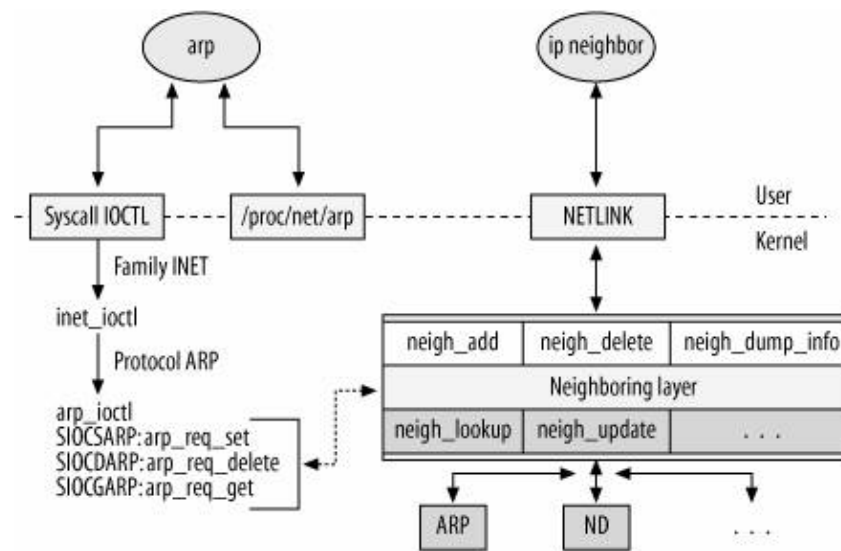 arp
ip neighbor
Syscall IOCTL
/proc/net/arp
NETLINK
User
Kernel
Family INET
inet_ioctl
Protocol ARP
arp_ioctl
SIOCSARP: arp_req_set
SIOCDARP: arp_req_delete
SIOCGARP: arp_req_get
neigh_add
neigh_delete
neigh_dump_info
Neighboring layer
neigh_lookup
neigh_update
. . .
ARP
ND
. . .